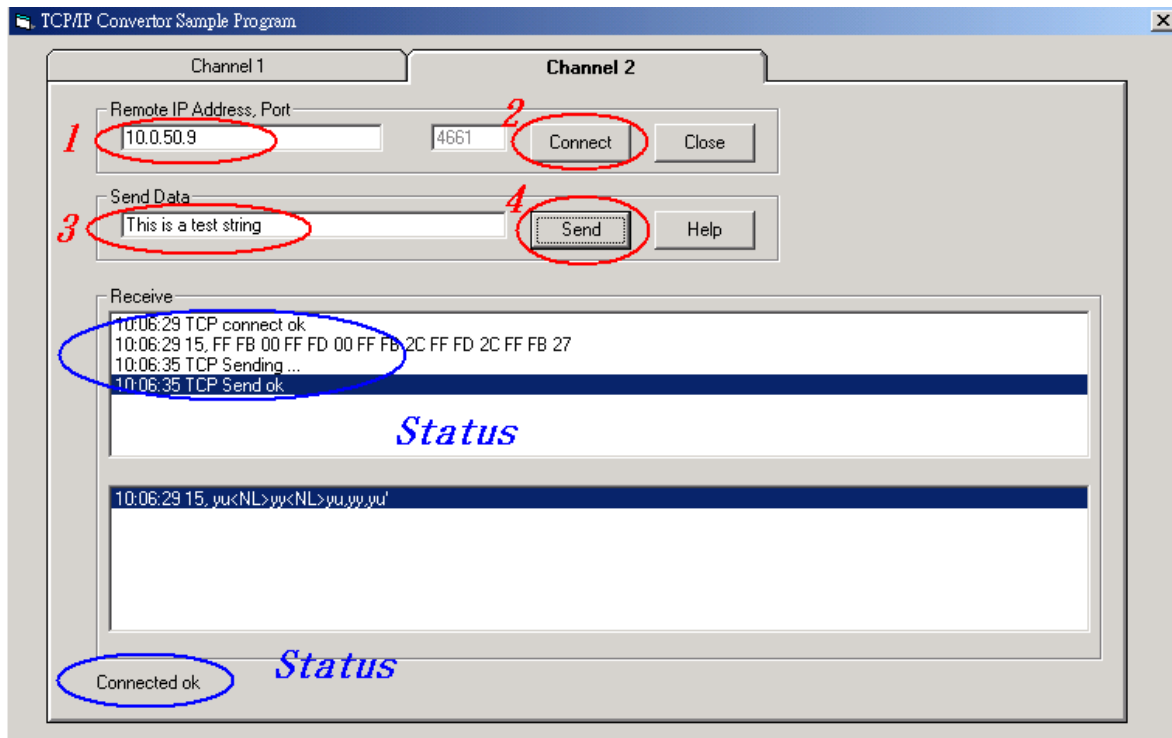 TCP/IP Convertor Sample Program
Channel 1
Channel 2
Remote IP Address, Port
1
10.0.50.9
4661
2
Connect
Close
Send Data
3
This is a test string
4
Send
Help
Receive
10:06:29 TCP connect ok
10:06:29 15, FF FB 00 FF FD 00 FF FB 2C FF FD 2C FF FB 27
10:06:35 TCP Sending ...
10:06:35 TCP Send ok
Status
10:06:29 15, yu<NL>yy<NL>yu,yy,yu'
Status
Connected ok